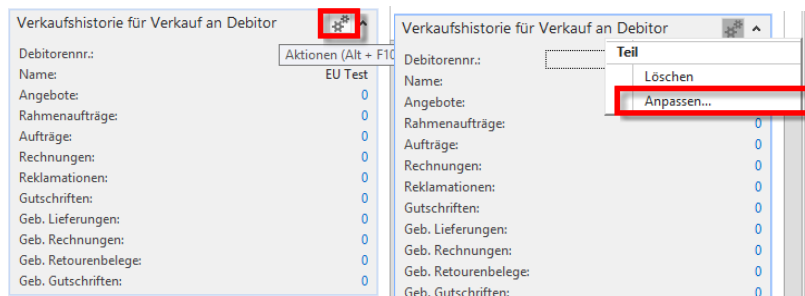 Verkaufshistorie für Verkauf an Debitor
Debitorennr.:
Aktionen (Alt + F10
Name: EU Test
Angebote: 0
Rahmenaufträge: 0
Aufträge: 0
Rechnungen: 0
Reklamationen: 0
Gutschriften: 0
Geb. Lieferungen: 0
Geb. Rechnungen: 0
Geb. Retourenbelege: 0
Geb. Gutschriften: 0
Verkaufshistorie für Verkauf an Debitor
Teil
Löschen
Anpassen...
Debitorennr.:
Name:
Angebote:
Rahmenaufträge: 0
Aufträge: 0
Rechnungen: 0
Reklamationen: 0
Gutschriften: 0
Geb. Lieferungen: 0
Geb. Rechnungen: 0
Geb. Retourenbelege: 0
Geb. Gutschriften: 0